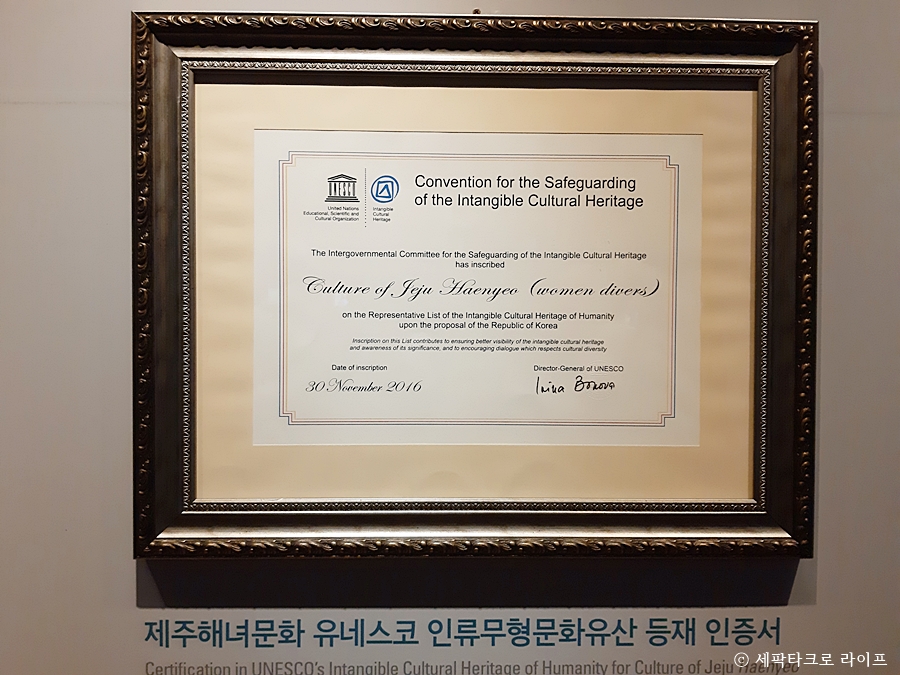 Convention for the Safeguarding
of the Intangible Cultural Heritage
United Nations
Educational, Scientific and
Cultural Organization
Intangible
Cultural
Heritage
The Intergovernmental Committee for the Safeguarding of the Intangible Cultural Heritage
has inscribed
Culture of Jeju Haenyeo (women divers)
on the Representative List of the Intangible Cultural Heritage of Humanity
upon the proposal of the Republic of Korea
Inscription on this List contributes to ensuring better visibility of the intangible cultural heritage
and awareness of its significance, and to encouraging dialogue which respects cultural diversity
Date of inscription
30 November 2016
Director-General of UNESCO
Irina Bokova
제주해녀문화 유네스코 인류무형문화유산 등재 인증서
Certification in UNESCO's Intangible Cultural Heritage of Humanity for Culture of Jeju Haenyeo
© 세팍타크로 라이프